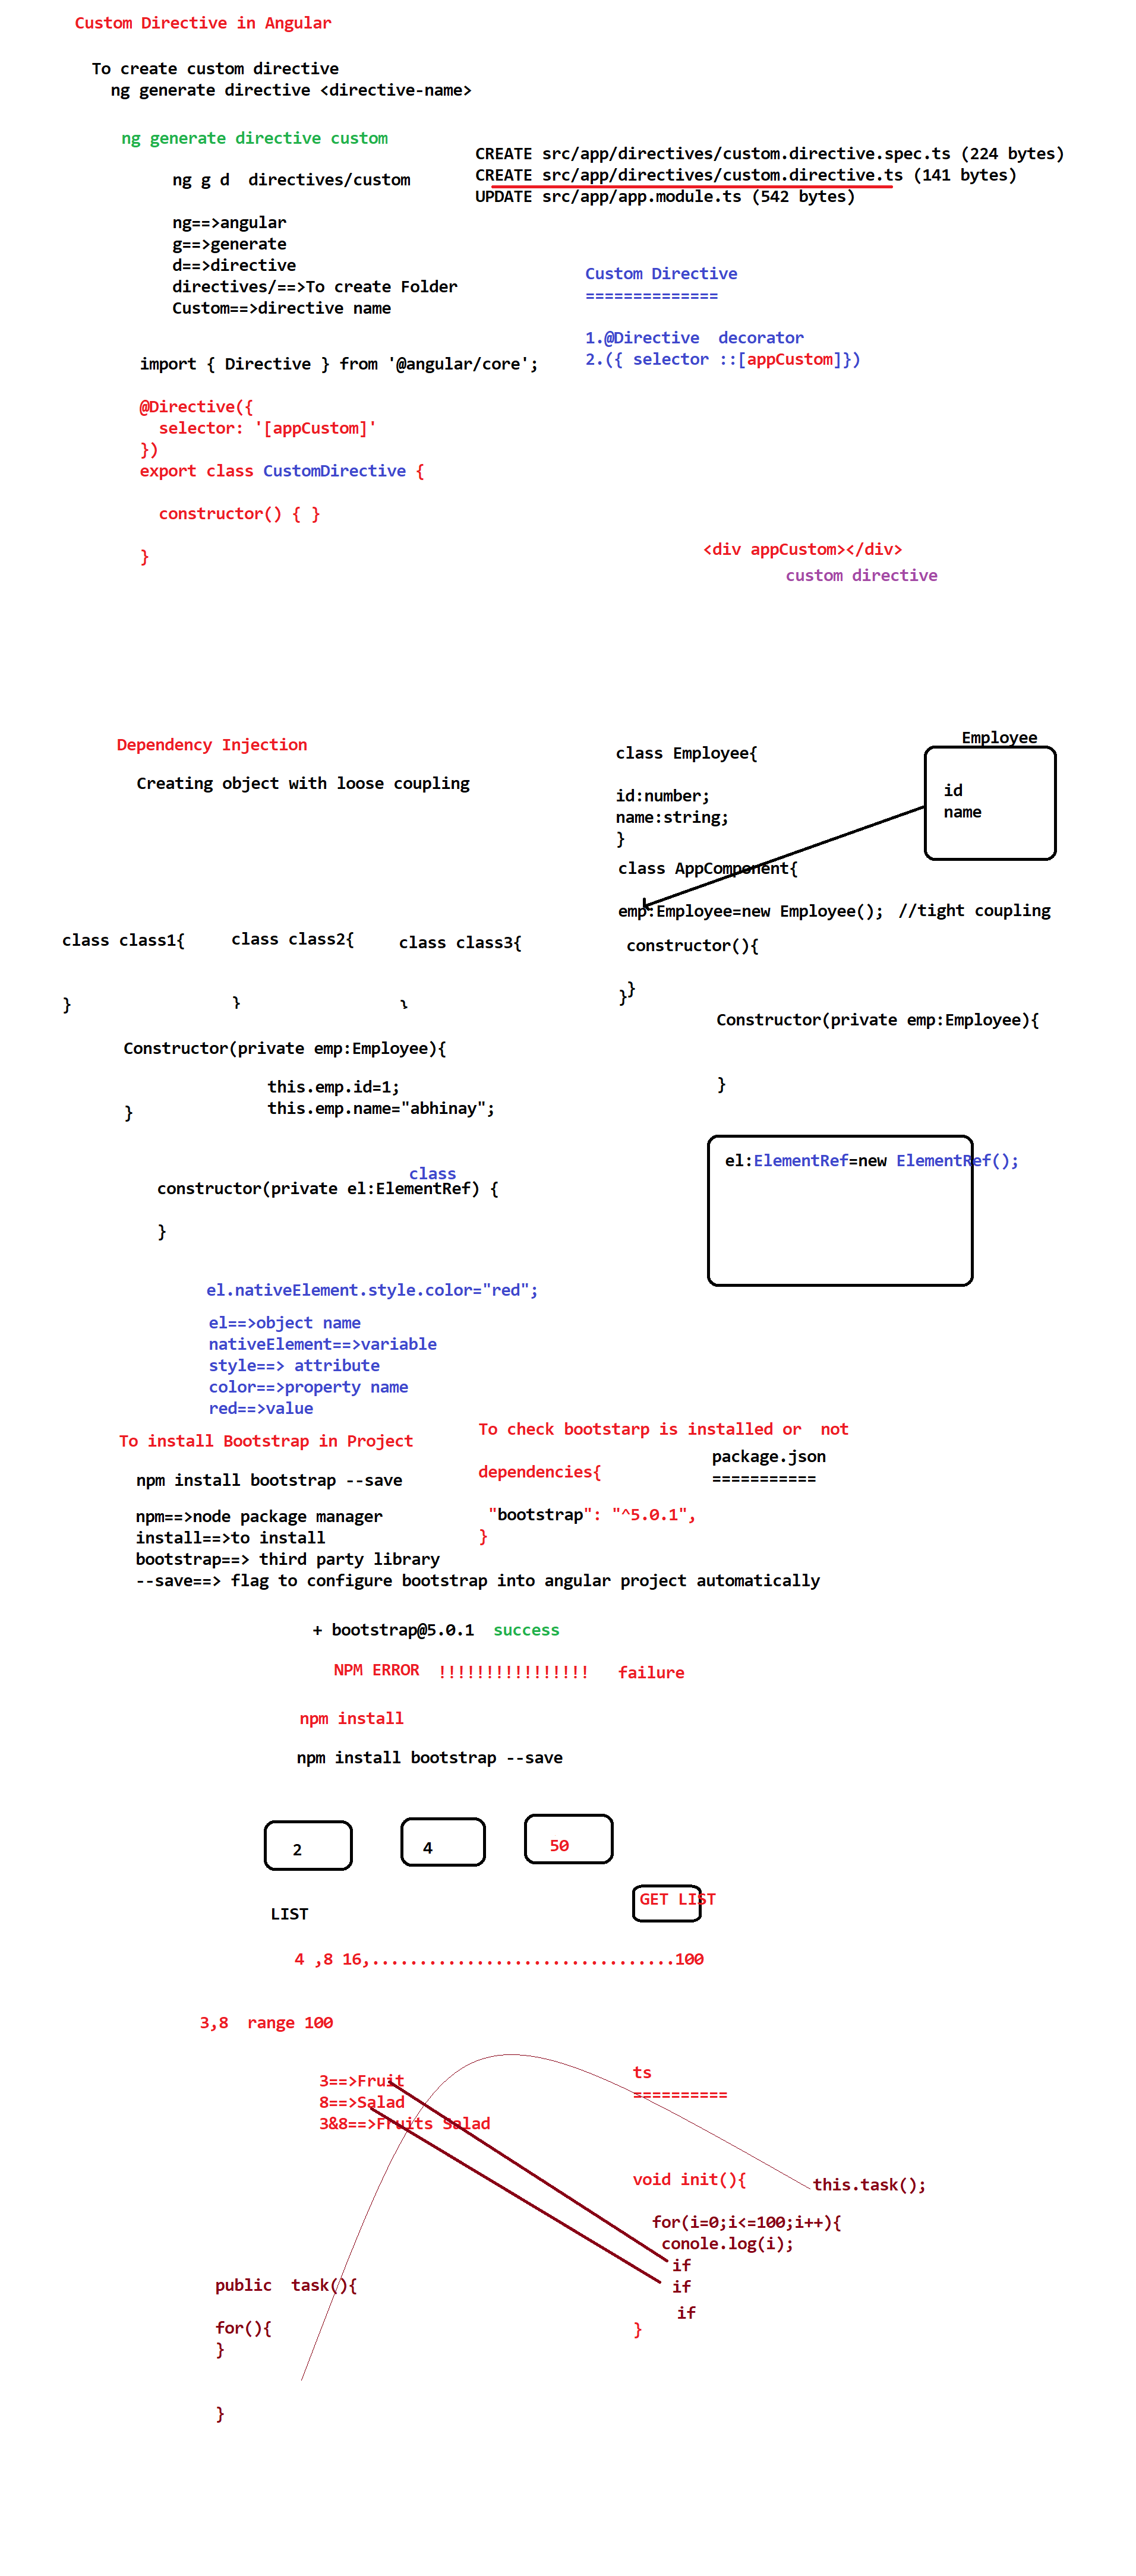 Custom Directive in Angular
To create custom directive
ng generate directive <directive-name>
ng generate directive custom
CREATE src/app/directives/custom.directive.spec.ts (224 bytes)
CREATE src/app/directives/custom.directive.ts (141 bytes)
UPDATE src/app/app.module.ts (542 bytes)
ng g d  directives/custom
ng==>angular
g==>generate
d==>directive
directives/==>To create Folder
Custom==>directive name
Custom Directive
==============
1.@Directive  decorator
2.({ selector ::[appCustom]})
import { Directive } from '@angular/core';
@Directive({
selector: '[appCustom]'
})
export class CustomDirective {
constructor() { }
}
<div appCustom></div>
custom directive
Dependency Injection
Creating object with loose coupling
class Employee{
id:number;
name:string;
}
Employee
id
name
class AppComponent{
emp:Employee=new Employee();  //tight coupling
constructor(){
}
}
class class1{
}
class class2{
}
class class3{
}
Constructor(private emp:Employee){
}
Constructor(private emp:Employee){
this.emp.id=1;
this.emp.name="abhinay";
}
class
constructor(private el:ElementRef) {
}
el:ElementRef=new ElementRef();
el.nativeElement.style.color="red";
el==>object name
nativeElement==>variable
style==> attribute
color==>property name
red==>value
To install Bootstrap in Project
npm install bootstrap --save
npm==>node package manager
install==>to install
bootstrap==> third party library
--save==> flag to configure bootstrap into angular project automatically
To check bootstarp is installed or  not
package.json
===========
dependencies{
"bootstrap": "^5.0.1",
}
+ bootstrap@5.0.1  success
NPM ERROR  !!!!!!!!!!!!!!!!   failure
npm install
npm install bootstrap --save
2
4
50
LIST
GET LIST
4 ,8 16,................................100
3,8  range 100
3==>Fruit
8==>Salad
3&8==>Fruits Salad
ts
==========
void init(){
this.task();
for(i=0;i<=100;i++){
conole.log(i);
if
if
if
}
public  task(){
for(){
}
}